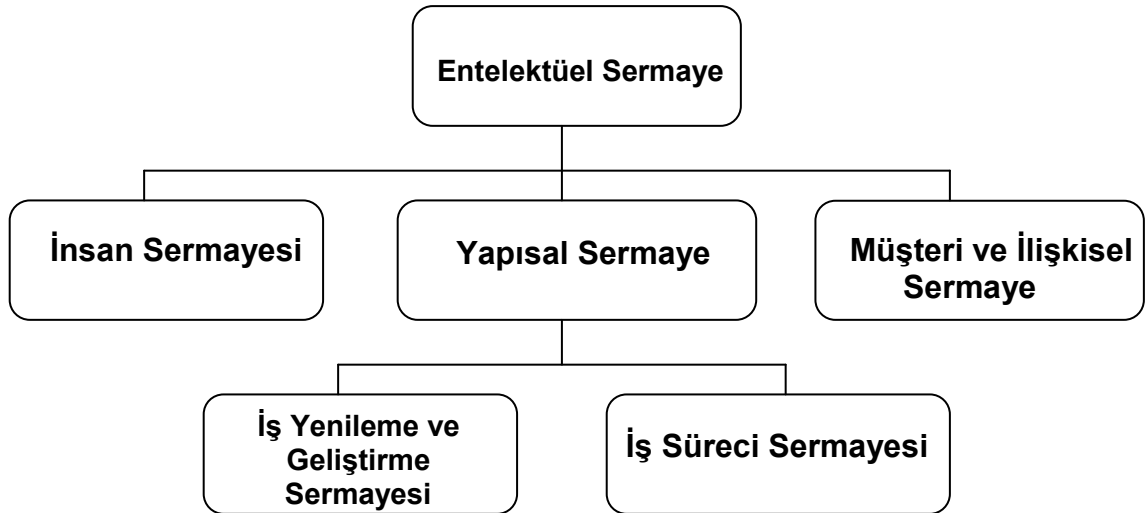 Entelektüel Sermaye
İnsan Sermayesi
Yapısal Sermaye
Müşteri ve İlişkisel
Sermaye
İş Yenileme ve
Geliştirme
Sermayesi
İş Süreci Sermayesi